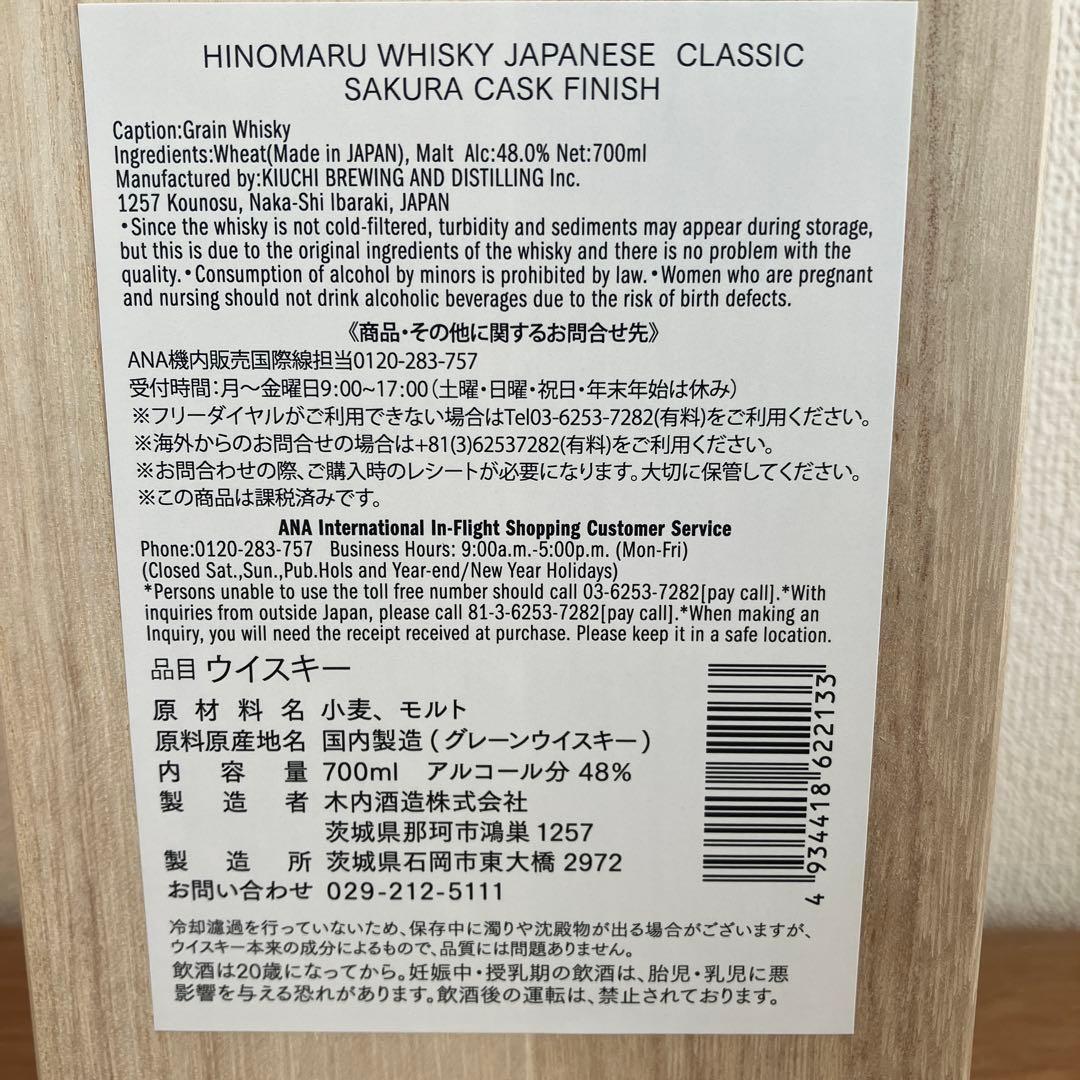 HINOMARU WHISKY JAPANESE CLASSIC
SAKURA CASK FINISH
Caption:Grain Whisky
Ingredients:Wheat(Made in JAPAN), Malt Alc:48.0% Net:700ml
Manufactured by:KIUCHI BREWING AND DISTILLING Inc.
1257 Kounosu, Naka-Shi Ibaraki, JAPAN
・Since the whisky is not cold-filtered, turbidity and sediments may appear during storage,
but this is due to the original ingredients of the whisky and there is no problem with the
quality.・Consumption of alcohol by minors is prohibited by law.・Women who are pregnant
and nursing should not drink alcoholic beverages due to the risk of birth defects.
《商品・その他に関するお問合せ先》
ANA機内販売国際線担当0120-283-757
受付時間：月～金曜日9:00~17:00（土曜・日曜・祝日・年末年始は休み）
※フリーダイヤルがご利用できない場合はTel03-6253-7282(有料)をご利用ください。
※海外からのお問合せの場合は+81(3)62537282(有料)をご利用ください。
※お問合わせの際、ご購入時のレシートが必要になります。大切に保管してください。
※この商品は課税済みです。
ANA International In-Flight Shopping Customer Service
Phone:0120-283-757 Business Hours: 9:00a.m.-5:00p.m. (Mon-Fri)
(Closed Sat.,Sun.,Pub.Hols and Year-end/New Year Holidays)
*Persons unable to use the toll free number should call 03-6253-7282[pay call].*With
inquiries from outside Japan, please call 81-3-6253-7282[pay call].*When making an
Inquiry, you will need the receipt received at purchase. Please keep it in a safe location.
品目 ウイスキー
原材料名 小麦、モルト
原料原産地名 国内製造（グレーンウイスキー）
内容量 700ml アルコール分 48%
製造者 木内酒造株式会社
茨城県那珂市鴻巣 1257
製造所 茨城県石岡市東大橋 2972
お問い合わせ 029-212-5111
4 934418 622133
冷却濾過を行っていないため、保存中に濁りや沈殿物が出る場合がございますが、
ウイスキー本来の成分によるもので、品質には問題ありません。
飲酒は20歳になってから。妊娠中・授乳期の飲酒は、胎児・乳児に悪
影響を与える恐れがあります。飲酒後の運転は、禁止されております。